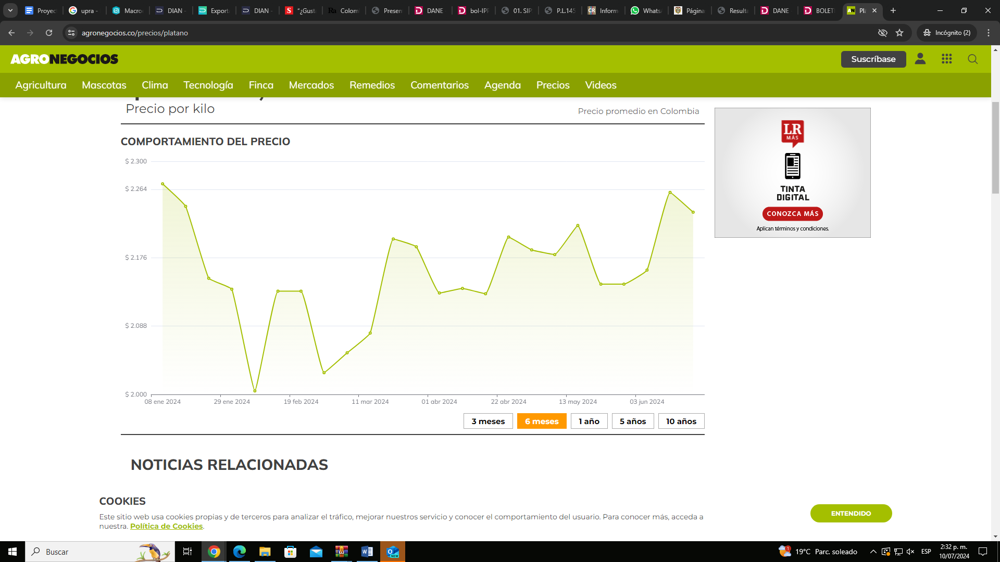 Proyec
upra -
Macro
DIAN -
Export
DIAN -
"¿Gust
Colom
Presen
DANE
bol-IPP
01. SIP
P.L.145
Inform
Whats
Página
Result
DANE
BOLET
Pl
agronegocios.co/precios/platano
Incógnito (2)
AGRONEGOCIOS
Suscríbase
Agricultura Mascotas Clima Tecnología Finca Mercados Remedios Comentarios Agenda Precios Videos
Precio por kilo
Precio promedio en Colombia
COMPORTAMIENTO DEL PRECIO
$ 2.300
$ 2.264
$ 2.176
$ 2.088
$ 2.000
08 ene 2024 29 ene 2024 19 feb 2024 11 mar 2024 01 abr 2024 22 abr 2024 13 may 2024 03 jun 2024
3 meses 6 meses 1 año 5 años 10 años
LR
MÁS
TINTA
DIGITAL
CONOZCA MÁS
Aplican términos y condiciones.
NOTICIAS RELACIONADAS
COOKIES
Este sitio web usa cookies propias y de terceros para analizar el tráfico, mejorar nuestros servicio y conocer el comportamiento del usuario. Para conocer más, acceda a
nuestra. Política de Cookies.
ENTENDIDO
Buscar
19°C Parc. soleado
ESP
2:32 p. m.
10/07/2024